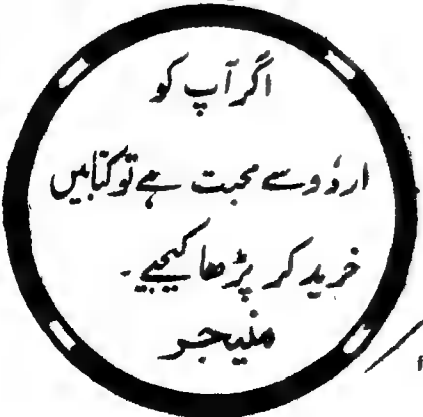 اگر آپ کو
اردو سے محبت ہے تو کتابیں
خرید کر پڑھا کیجیے۔
منیجر